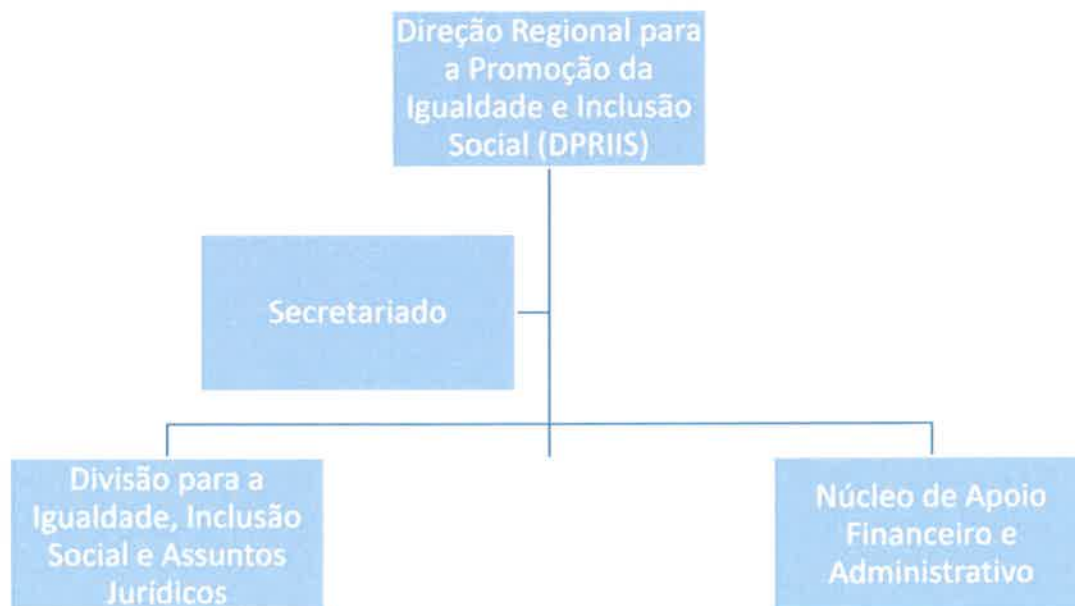 Direção Regional para
a Promoção da
Igualdade e Inclusão
Social (DPRIIS)
Secretariado
Divisão para a
Igualdade, Inclusão
Social e Assuntos
Jurídicos
Núcleo de Apoio
Financeiro e
Administrativo